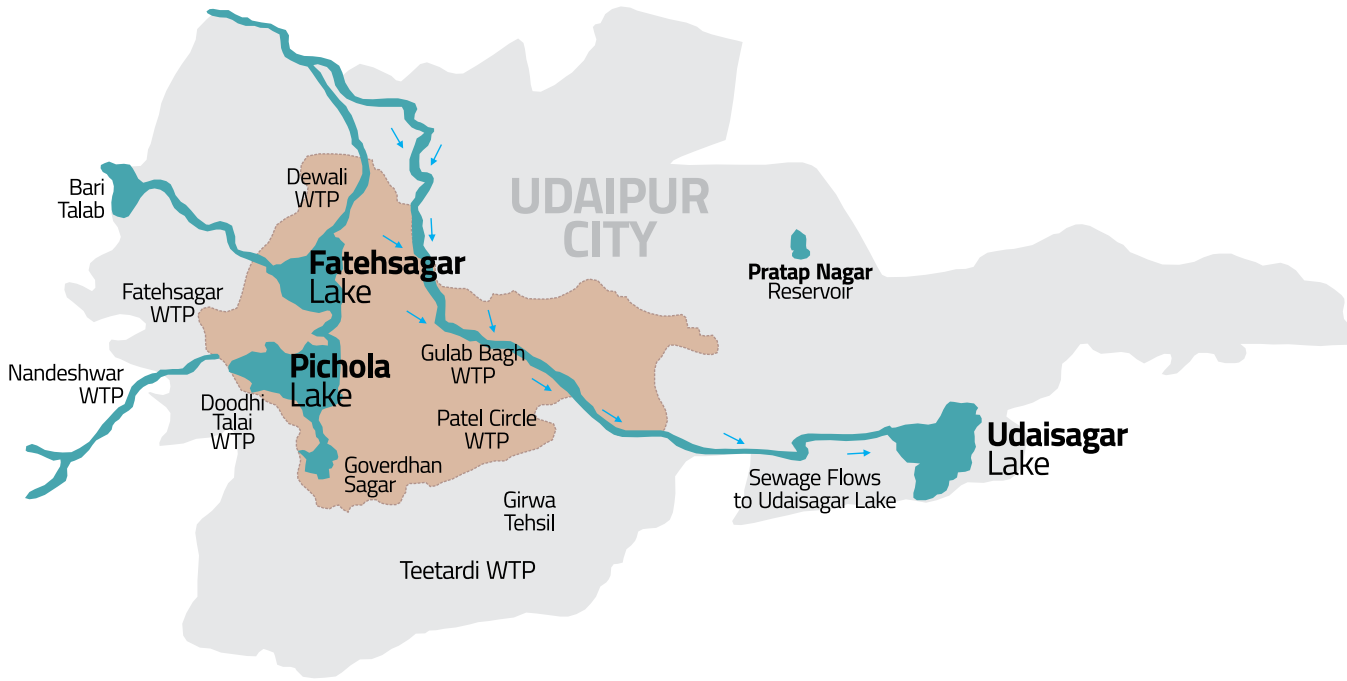 Dewali
WTP
Bari
Talab
UDAIPUR
CITY
Fatehsagar
Lake
Pratap Nagar
Reservoir
Fatehsagar
WTP
Gulab Bagh
WTP
Pichola
Lake
Nandeshwar
WTP
Doodhi
Talai
WTP
Patel Circle
WTP
Udaisagar
Lake
Goverdhan
Sagar
Sewage Flows
to Udaisagar Lake
Girwa
Tehsil
Teetardi WTP